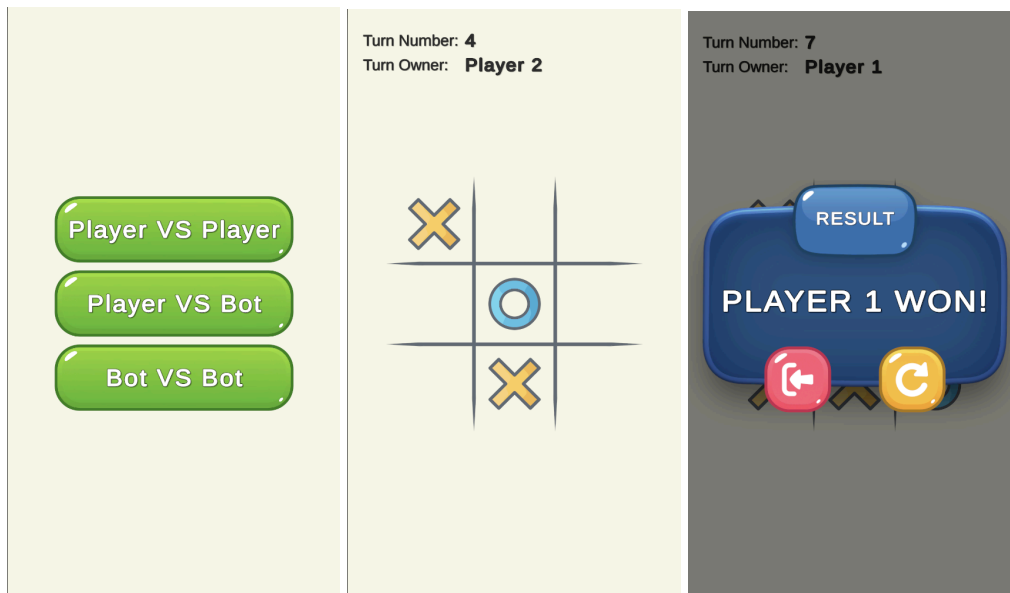 Player VS Player
Player VS Bot
Bot VS Bot
Turn Number: 4
Turn Owner: Player 2
Turn Number: 7
Turn Owner: Player 1
RESULT
PLAYER 1 WON!